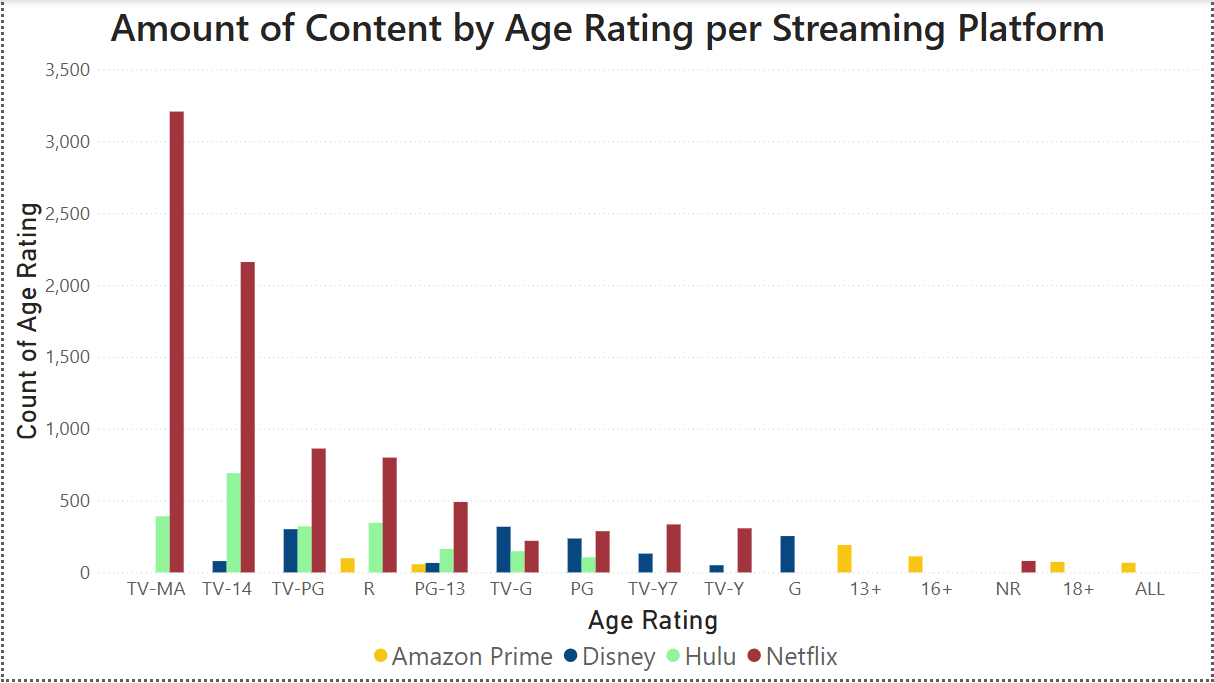 Amount of Content by Age Rating per Streaming Platform
3,500
3,000
2,500
2,000
1,500
1,000
500
0
Count of Age Rating
TV-MA TV-14 TV-PG R PG-13 TV-G PG TV-Y7 TV-Y G 13+ 16+ NR 18+ ALL
Age Rating
Amazon Prime Disney Hulu Netflix